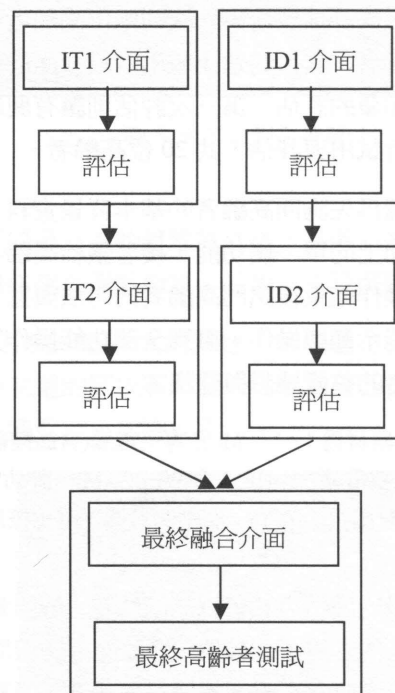 IT1 介面
ID1 介面
評估
評估
IT2 介面
ID2 介面
評估
評估
最終融合介面
最終高齡者測試